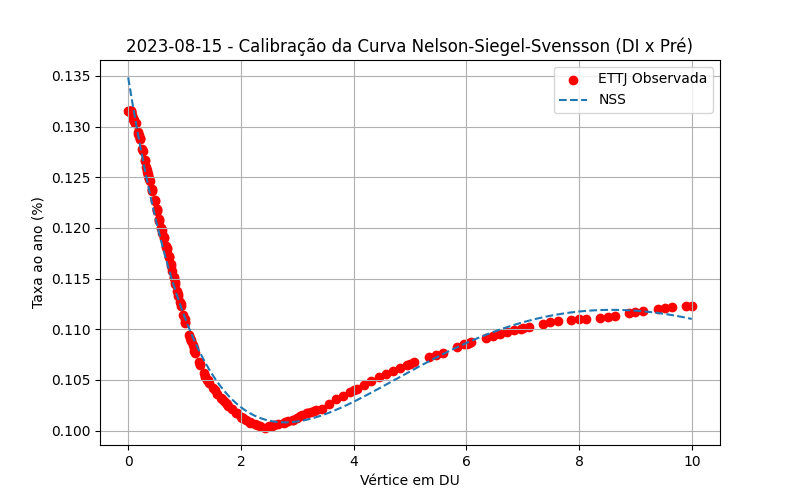 2023-08-15 - Calibração da Curva Nelson-Siegel-Svensson (DI x Pré)
ETTJ Observada
NSS
Taxa ao ano (%)
0.135
0.130
0.125
0.120
0.115
0.110
0.105
0.100
0 2 4 6 8 10
Vértice em DU